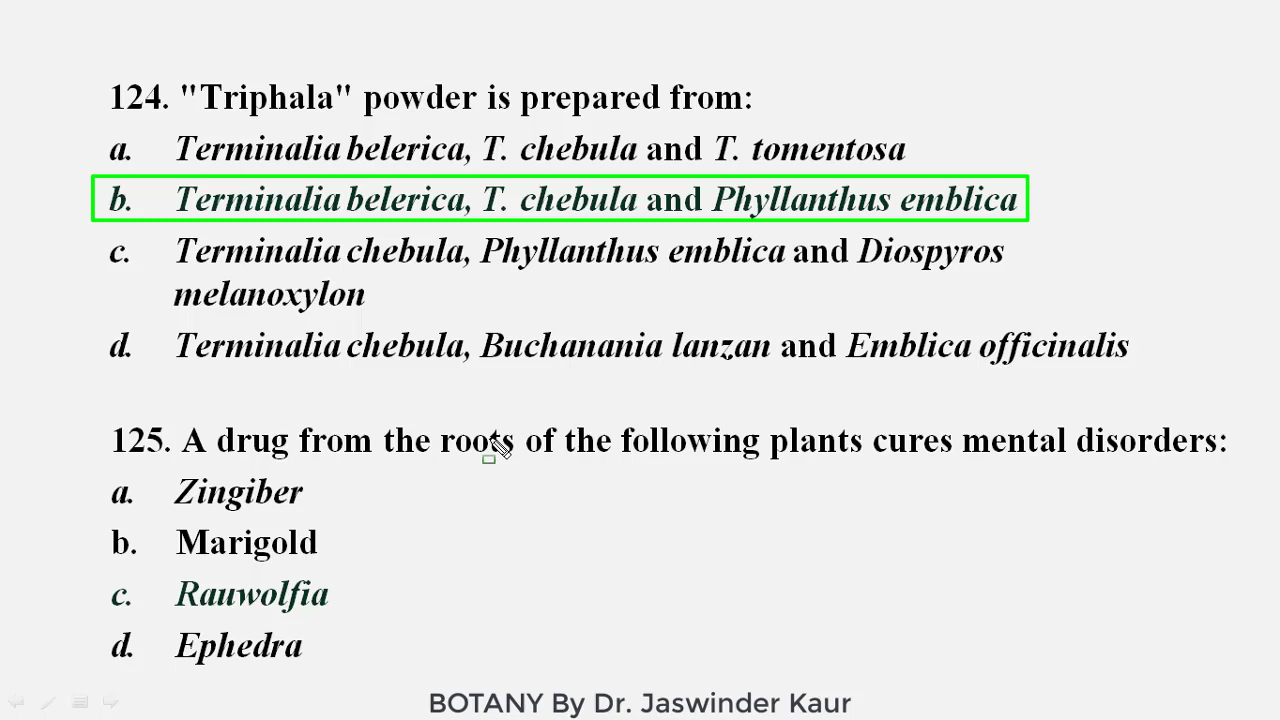 124. "Triphala" powder is prepared from:
a. Terminalia belerica, T. chebula and T. tomentosa
b. Terminalia belerica, T. chebula and Phyllanthus emblica
c. Terminalia chebula, Phyllanthus emblica and Diospyros
melanoxylon
d. Terminalia chebula, Buchanania lanzan and Emblica officinalis
125. A drug from the roots of the following plants cures mental disorders:
a. Zingiber
b. Marigold
c. Rauwolfia
d. Ephedra
BOTANY By Dr. Jaswinder Kaur